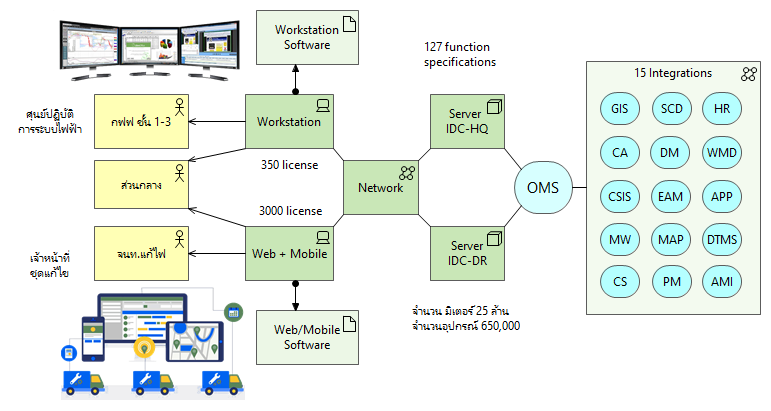 Workstation
Software
127 function
specifications
15 Integrations
ศูนย์ปฏิบัติ
การระบบไฟฟ้า
กฟฟ ชั้น 1-3
Workstation
Server
IDC-HQ
GIS
SCD
HR
350 license
CA
DM
WMD
ส่วนกลาง
Network
OMS
CSIS
EAM
APP
3000 license
เจ้าหน้าที่
ชุดแก้ไข
จนท.แก้ไฟ
Web + Mobile
Server
IDC-DR
MW
MAP
DTMS
CS
PM
AMI
จำนวน มิเตอร์ 25 ล้าน
จำนวนอุปกรณ์ 650,000
Web/Mobile
Software